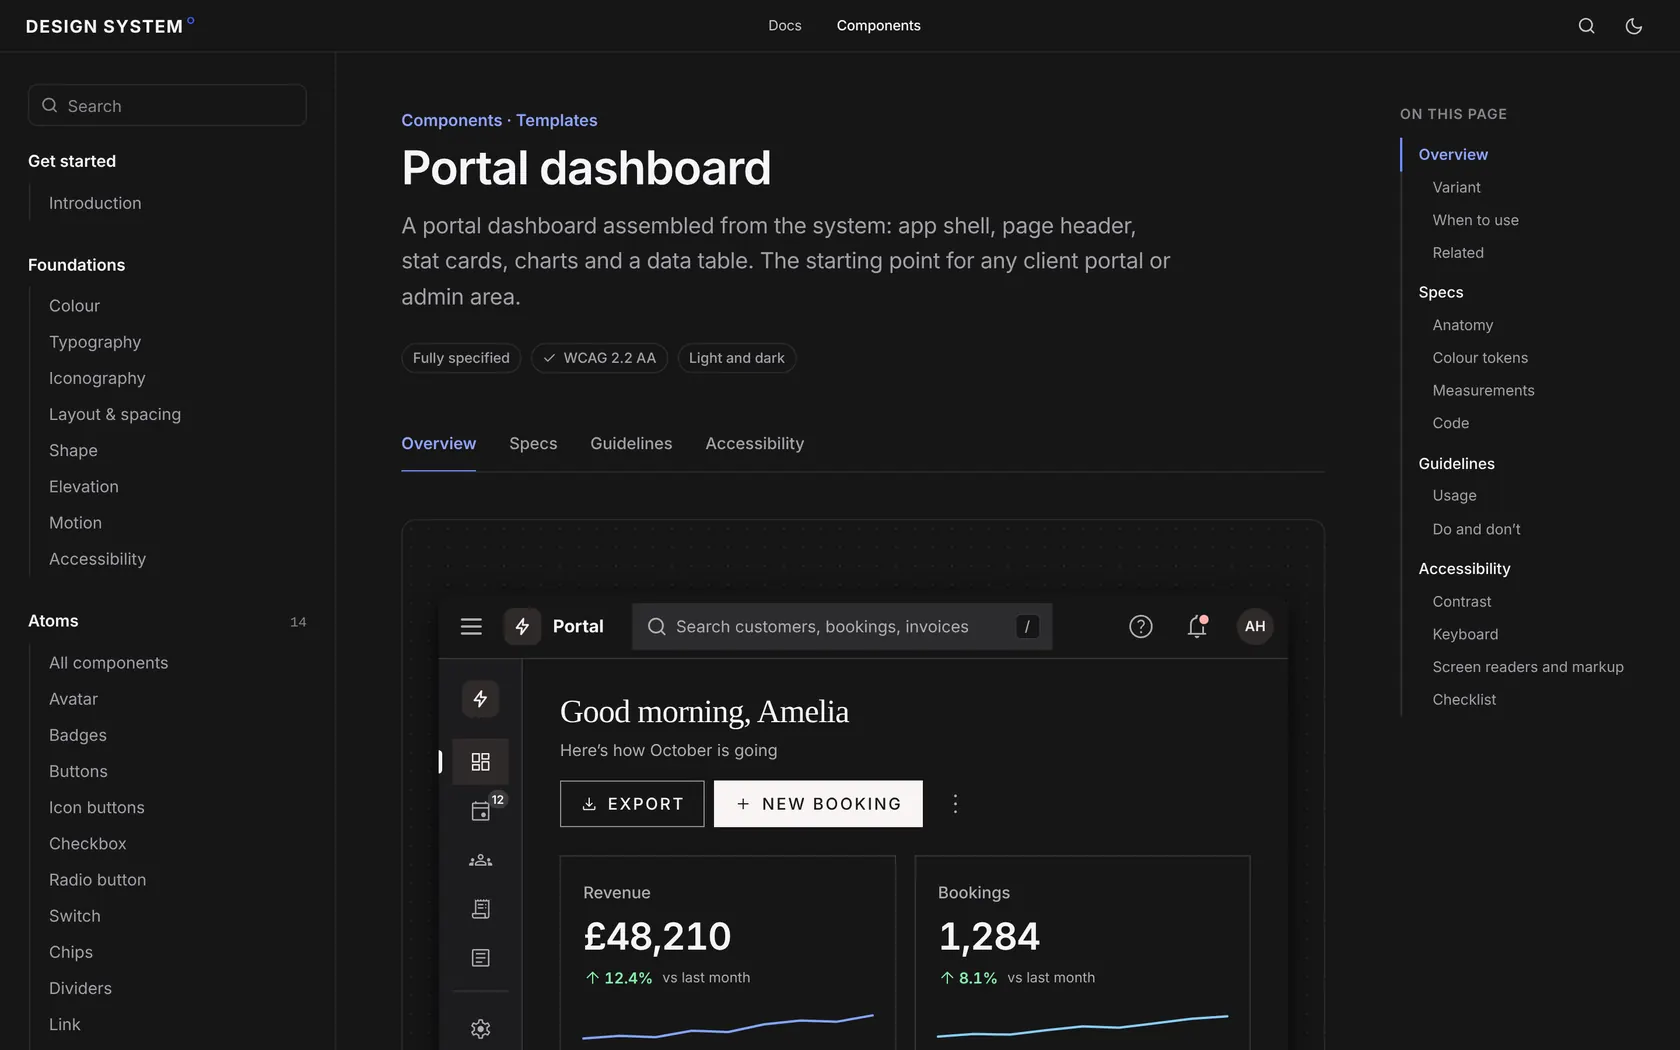 DESIGN SYSTEM
Docs
Components
Search
Get started
Introduction
Foundations
Colour
Typography
Iconography
Layout & spacing
Shape
Elevation
Motion
Accessibility
Atoms 14
All components
Avatar
Badges
Buttons
Icon buttons
Checkbox
Radio button
Switch
Chips
Dividers
Link
Components · Templates
Portal dashboard
A portal dashboard assembled from the system: app shell, page header,
stat cards, charts and a data table. The starting point for any client portal or
admin area.
Fully specified
WCAG 2.2 AA
Light and dark
Overview
Specs
Guidelines
Accessibility
Portal
Search customers, bookings, invoices /
AH
12
Good morning, Amelia
Here’s how October is going
EXPORT
+ NEW BOOKING
Revenue
£48,210
↑ 12.4% vs last month
Bookings
1,284
↑ 8.1% vs last month
ON THIS PAGE
Overview
Variant
When to use
Related
Specs
Anatomy
Colour tokens
Measurements
Code
Guidelines
Usage
Do and don’t
Accessibility
Contrast
Keyboard
Screen readers and markup
Checklist